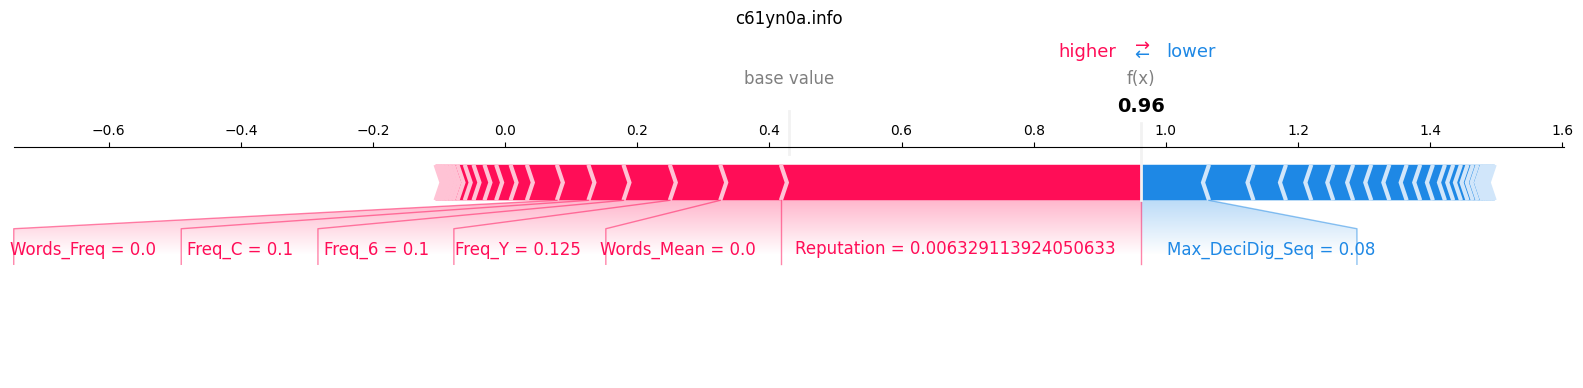 c61yn0a.info
higher → ← lower
base value f(x)
0.96
−0.6 −0.4 −0.2 0.0 0.2 0.4 0.6 0.8 1.0 1.2 1.4 1.6
Words_Freq = 0.0 Freq_C = 0.1 Freq_6 = 0.1 Freq_Y = 0.125 Words_Mean = 0.0 Reputation = 0.006329113924050633 Max_DeciDig_Seq = 0.08